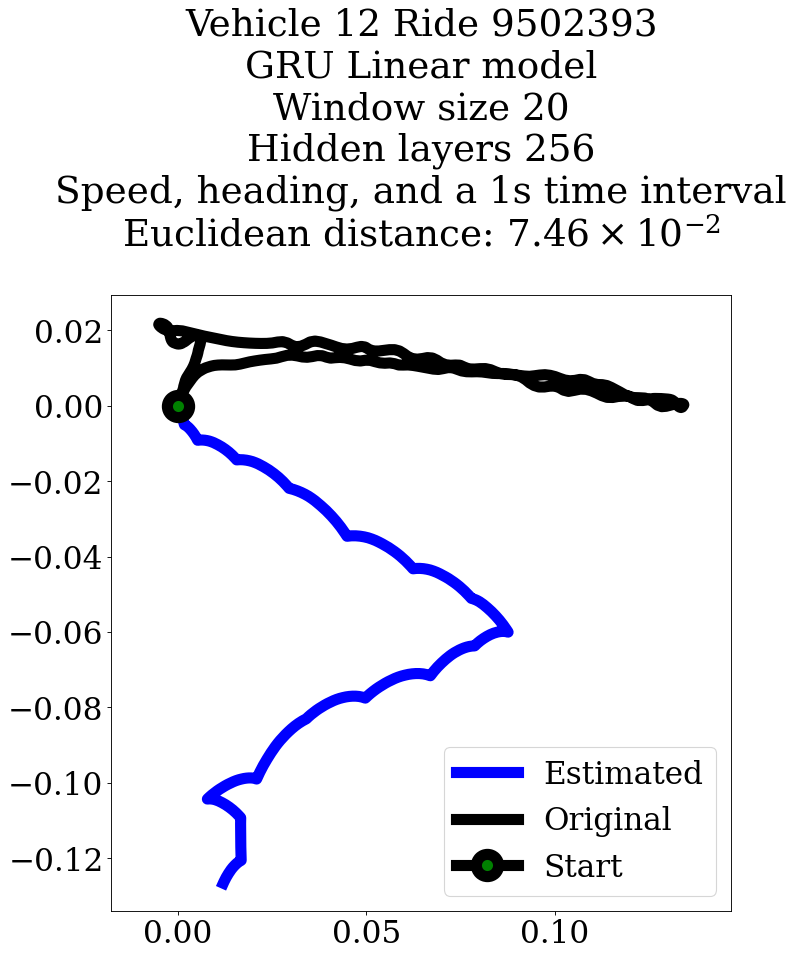 Vehicle 12 Ride 9502393
GRU Linear model
Window size 20
Hidden layers 256
Speed, heading, and a 1s time interval
Euclidean distance: 7.46 × 10⁻²
0.02
0.00
−0.02
−0.04
−0.06
−0.08
−0.10
−0.12
Estimated
Original
Start
0.00 0.05 0.10